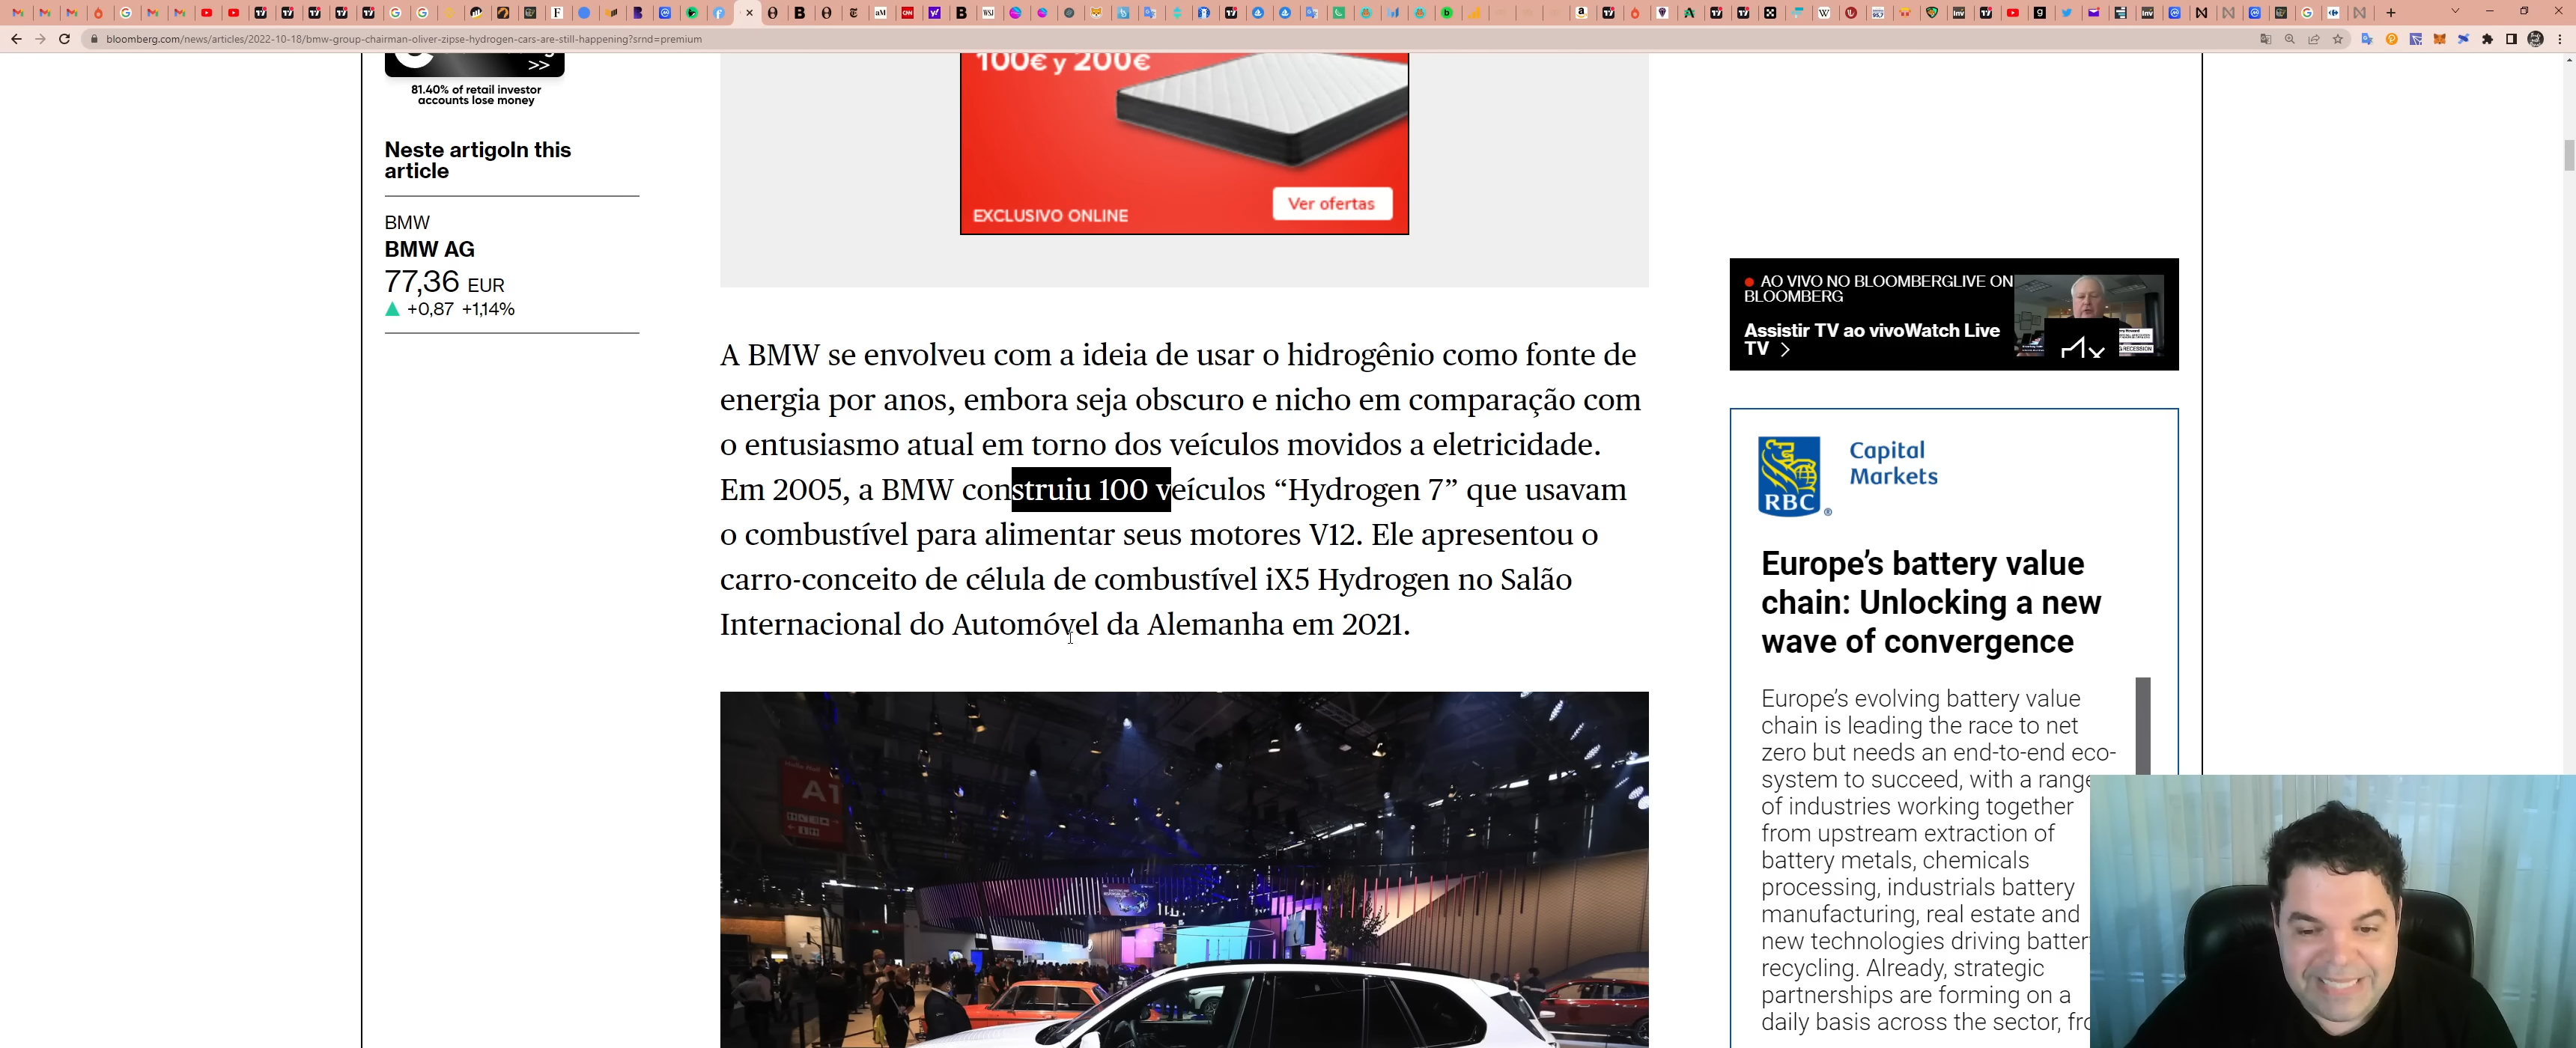 bloomberg.com/news/articles/2022-10-18/bmw-group-chairman-oliver-zipse-hydrogen-cars-are-still-happening?srnd=premium
>>
81.40% of retail investor
accounts lose money
Neste artigoIn this
article
BMW
BMW AG
77,36 EUR
+0,87 +1,14%
100€ y 200€
EXCLUSIVO ONLINE
Ver ofertas
A BMW se envolveu com a ideia de usar o hidrogênio como fonte de
energia por anos, embora seja obscuro e nicho em comparação com
o entusiasmo atual em torno dos veículos movidos a eletricidade.
Em 2005, a BMW construiu 100 veículos “Hydrogen 7” que usavam
o combustível para alimentar seus motores V12. Ele apresentou o
carro-conceito de célula de combustível iX5 Hydrogen no Salão
Internacional do Automóvel da Alemanha em 2021.
A1
AO VIVO NO BLOOMBERGLIVE ON
BLOOMBERG
Assistir TV ao vivoWatch Live
TV >
RBC
Capital
Markets
Europe’s battery value
chain: Unlocking a new
wave of convergence
Europe’s evolving battery value
chain is leading the race to net
zero but needs an end-to-end eco-
system to succeed, with a range
of industries working together
from upstream extraction of
battery metals, chemicals
processing, industrials battery
manufacturing, real estate and
new technologies driving batter
recycling. Already, strategic
partnerships are forming on a
daily basis across the sector, fro